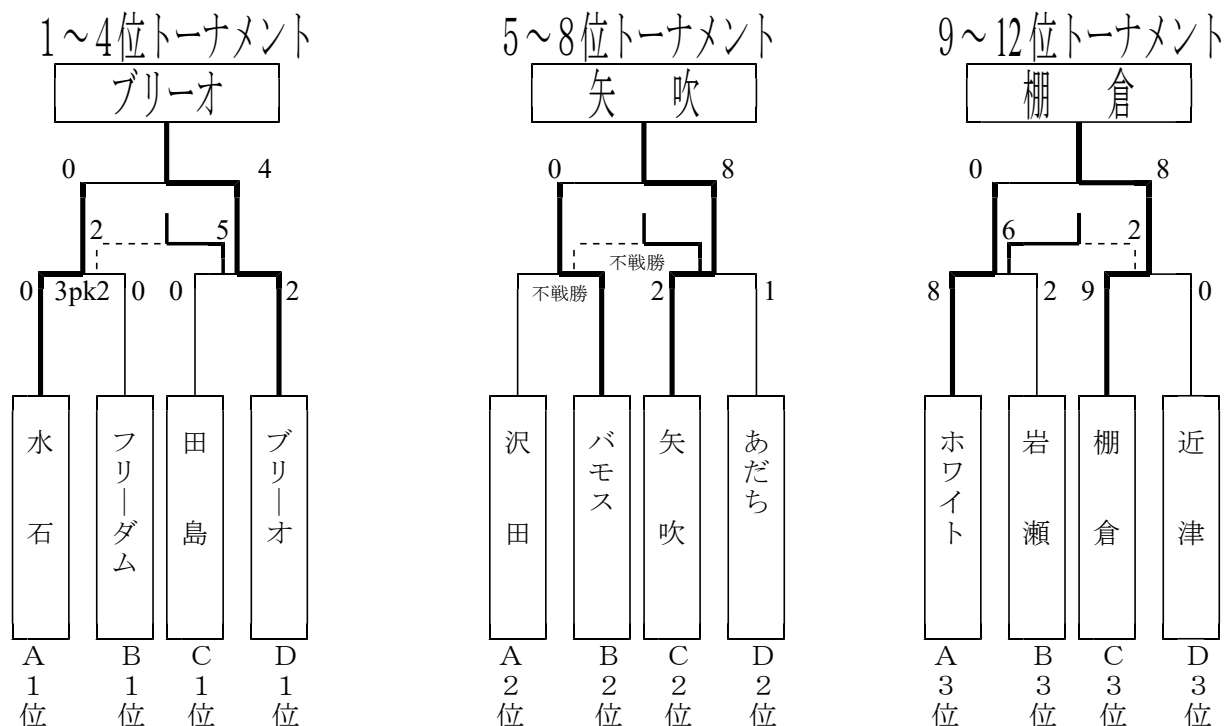 1～4位トーナメント
ブリーオ
0
4
2
5
0
3pk2
0
0
2
水石
フリーダム
田島
ブリーオ
A1位
B1位
C1位
D1位
5～8位トーナメント
矢吹
0
8
不戦勝
不戦勝
2
1
沢田
バモス
矢吹
あだち
A2位
B2位
C2位
D2位
9～12位トーナメント
棚倉
0
8
6
2
8
2
9
0
ホワイト
岩瀬
棚倉
近津
A3位
B3位
C3位
D3位